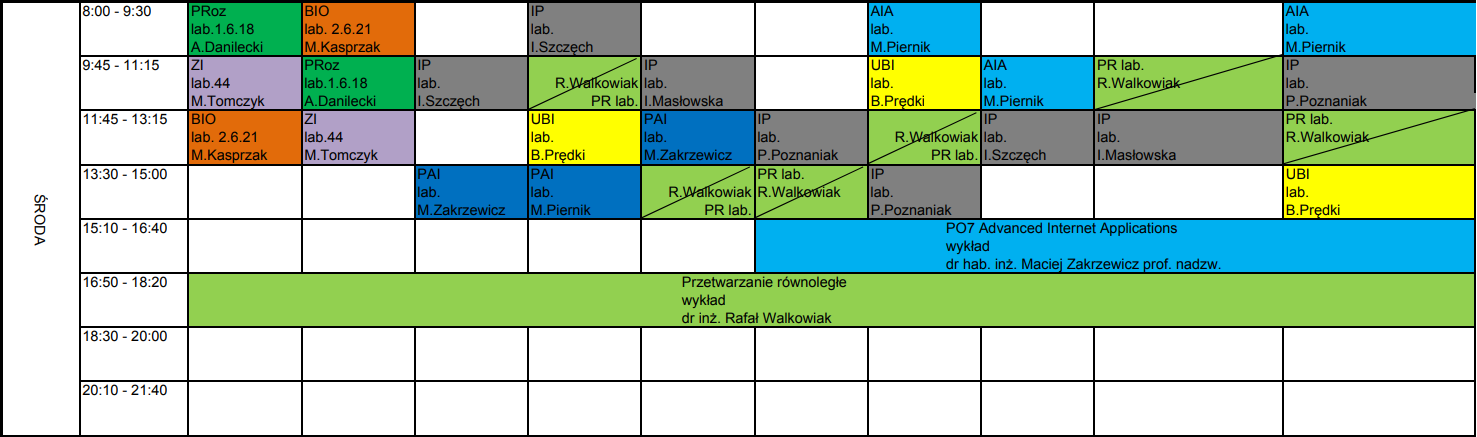 ŚRODA
8:00 - 9:30
PRoz
lab.1.6.18
A.Danilecki
BIO
lab. 2.6.21
M.Kasprzak
IP
lab.
I.Szczęch
AIA
lab.
M.Piernik
AIA
lab.
M.Piernik
9:45 - 11:15
ZI
lab.44
M.Tomczyk
PRoz
lab.1.6.18
A.Danilecki
IP
lab.
I.Szczęch
R.Walkowiak
PR lab.
IP
lab.
I.Masłowska
UBI
lab.
B.Prędki
AIA
lab.
M.Piernik
PR lab.
R.Walkowiak
IP
lab.
P.Poznaniak
11:45 - 13:15
BIO
lab. 2.6.21
M.Kasprzak
ZI
lab.44
M.Tomczyk
UBI
lab.
B.Prędki
PAI
lab.
M.Zakrzewicz
IP
lab.
P.Poznaniak
R.Walkowiak
PR lab.
IP
lab.
I.Szczęch
IP
lab.
I.Masłowska
PR lab.
R.Walkowiak
13:30 - 15:00
PAI
lab.
M.Zakrzewicz
PAI
lab.
M.Piernik
R.Walkowiak
PR lab.
PR lab.
R.Walkowiak
IP
lab.
P.Poznaniak
UBI
lab.
B.Prędki
15:10 - 16:40
PO7 Advanced Internet Applications
wykład
dr hab. inż. Maciej Zakrzewicz prof. nadzw.
16:50 - 18:20
Przetwarzanie równoległe
wykład
dr inż. Rafał Walkowiak
18:30 - 20:00
20:10 - 21:40